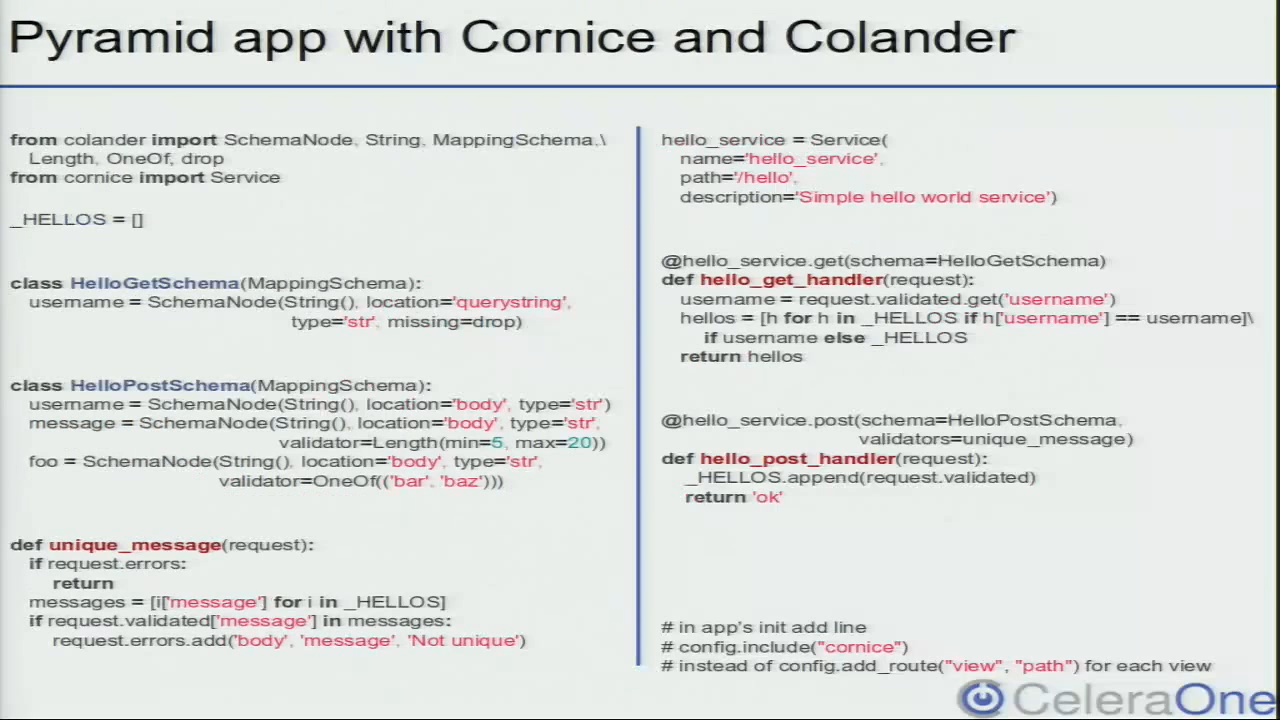 Pyramid app with Cornice and Colander
from colander import SchemaNode, String, MappingSchema,\
Length, OneOf, drop
from cornice import Service
_HELLOS = []
class HelloGetSchema(MappingSchema):
username = SchemaNode(String(), location='querystring',
type='str', missing=drop)
class HelloPostSchema(MappingSchema):
username = SchemaNode(String(), location='body', type='str')
message = SchemaNode(String(), location='body', type='str',
validator=Length(min=5, max=20))
foo = SchemaNode(String(), location='body', type='str',
validator=OneOf(('bar', 'baz')))
def unique_message(request):
if request.errors:
return
messages = [i['message'] for i in _HELLOS]
if request.validated['message'] in messages:
request.errors.add('body', 'message', 'Not unique')
hello_service = Service(
name='hello_service',
path='/hello',
description='Simple hello world service')
@hello_service.get(schema=HelloGetSchema)
def hello_get_handler(request):
username = request.validated.get('username')
hellos = [h for h in _HELLOS if h['username'] == username]\
if username else _HELLOS
return hellos
@hello_service.post(schema=HelloPostSchema,
validators=unique_message)
def hello_post_handler(request):
_HELLOS.append(request.validated)
return 'ok'
# in app's init add line
# config.include("cornice")
# instead of config.add_route("view", "path") for each view
CeleraOne